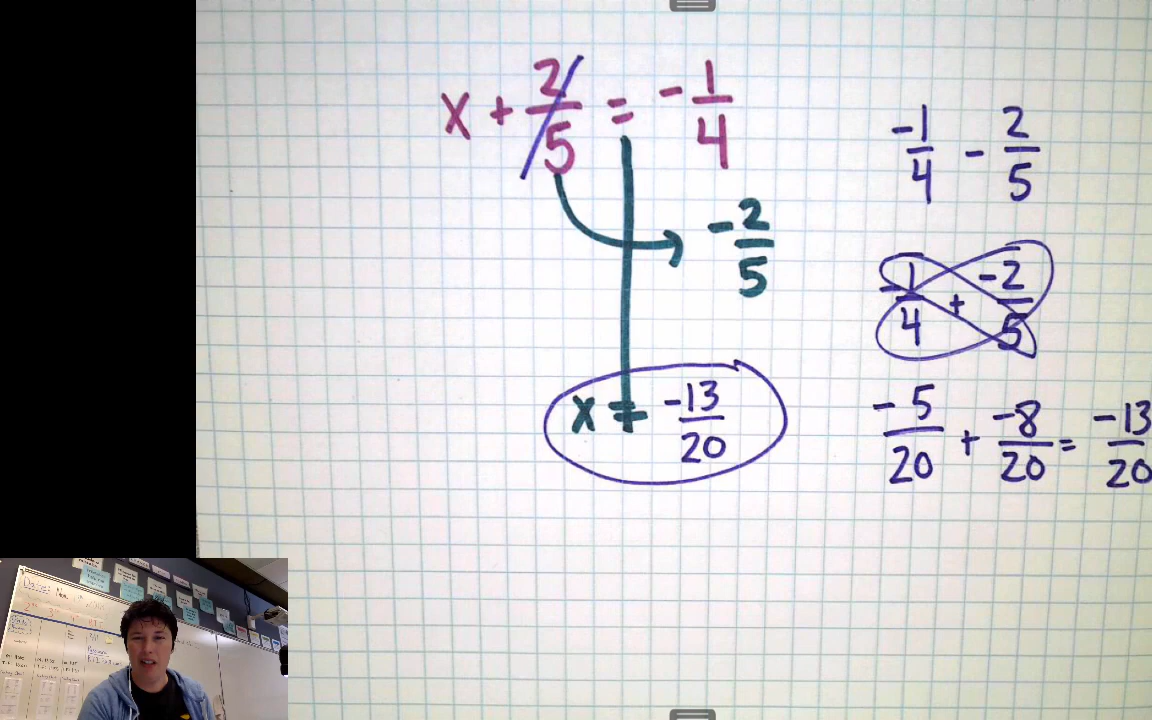 x + 2/5 = -1/4
-2/5
x = -13/20
-1/4 - 2/5
-1/4 + -2/5
-5/20 + -8/20 = -13/20